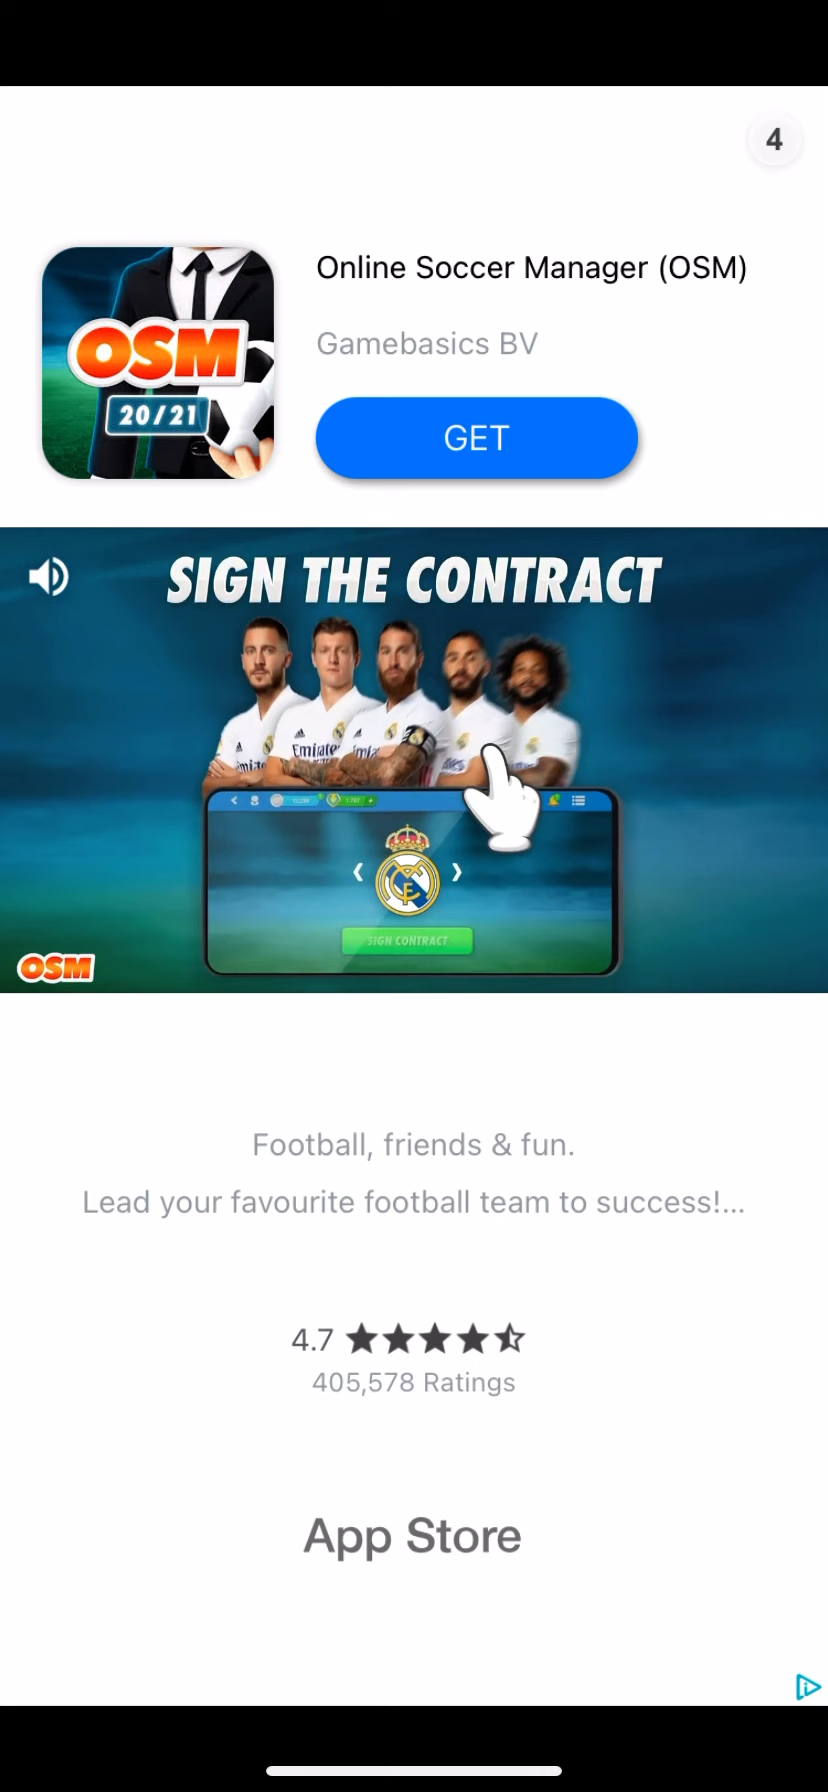 4
Online Soccer Manager (OSM)
Gamebasics BV
OSM
20/21
GET
SIGN THE CONTRACT
Emirate
SIGN CONTRACT
OSM
Football, friends & fun.
Lead your favourite football team to success!...
4.7
405,578 Ratings
App Store